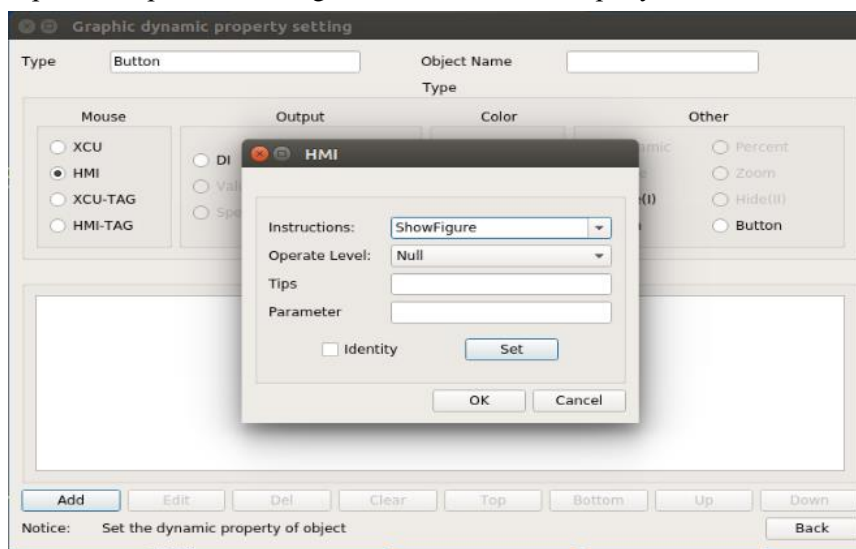 Graphic dynamic property setting
Type Button Object Name
Type
Mouse Output Color Other
XCU
HMI
XCU-TAG
HMI-TAG
DI
Percent
Zoom
Hide(II)
Button
HMI
Instructions: ShowFigure
Operate Level: Null
Tips
Parameter
Identity Set
OK Cancel
Add Edit Del Clear Top Bottom Up Down
Notice: Set the dynamic property of object
Back